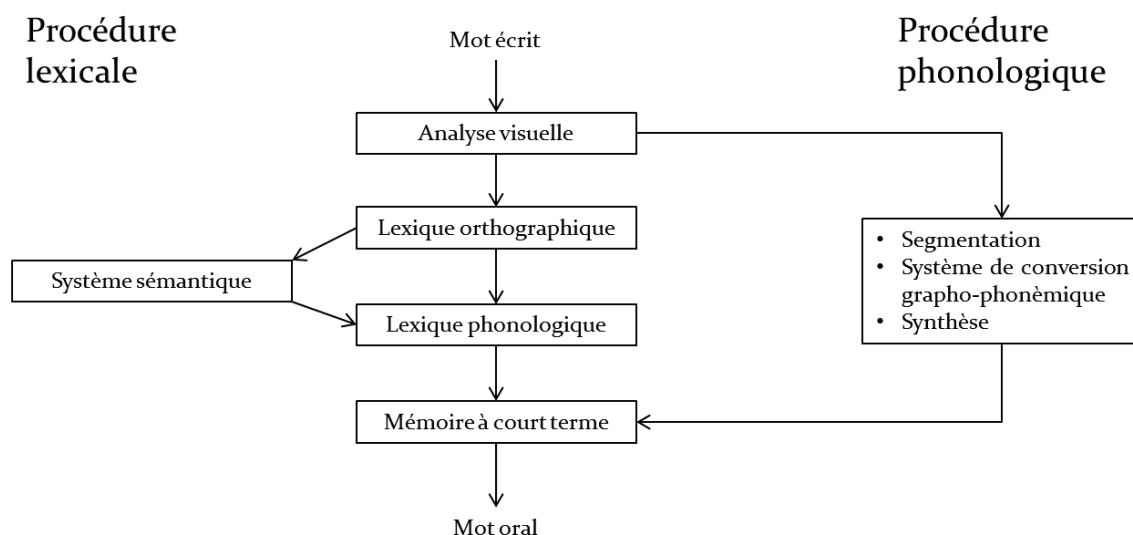 Procédure
lexicale
Mot écrit
Procédure
phonologique
Analyse visuelle
Lexique orthographique
Système sémantique
Lexique phonologique
• Segmentation
• Système de conversion
grapho-phonèmique
• Synthèse
Mémoire à court terme
Mot oral